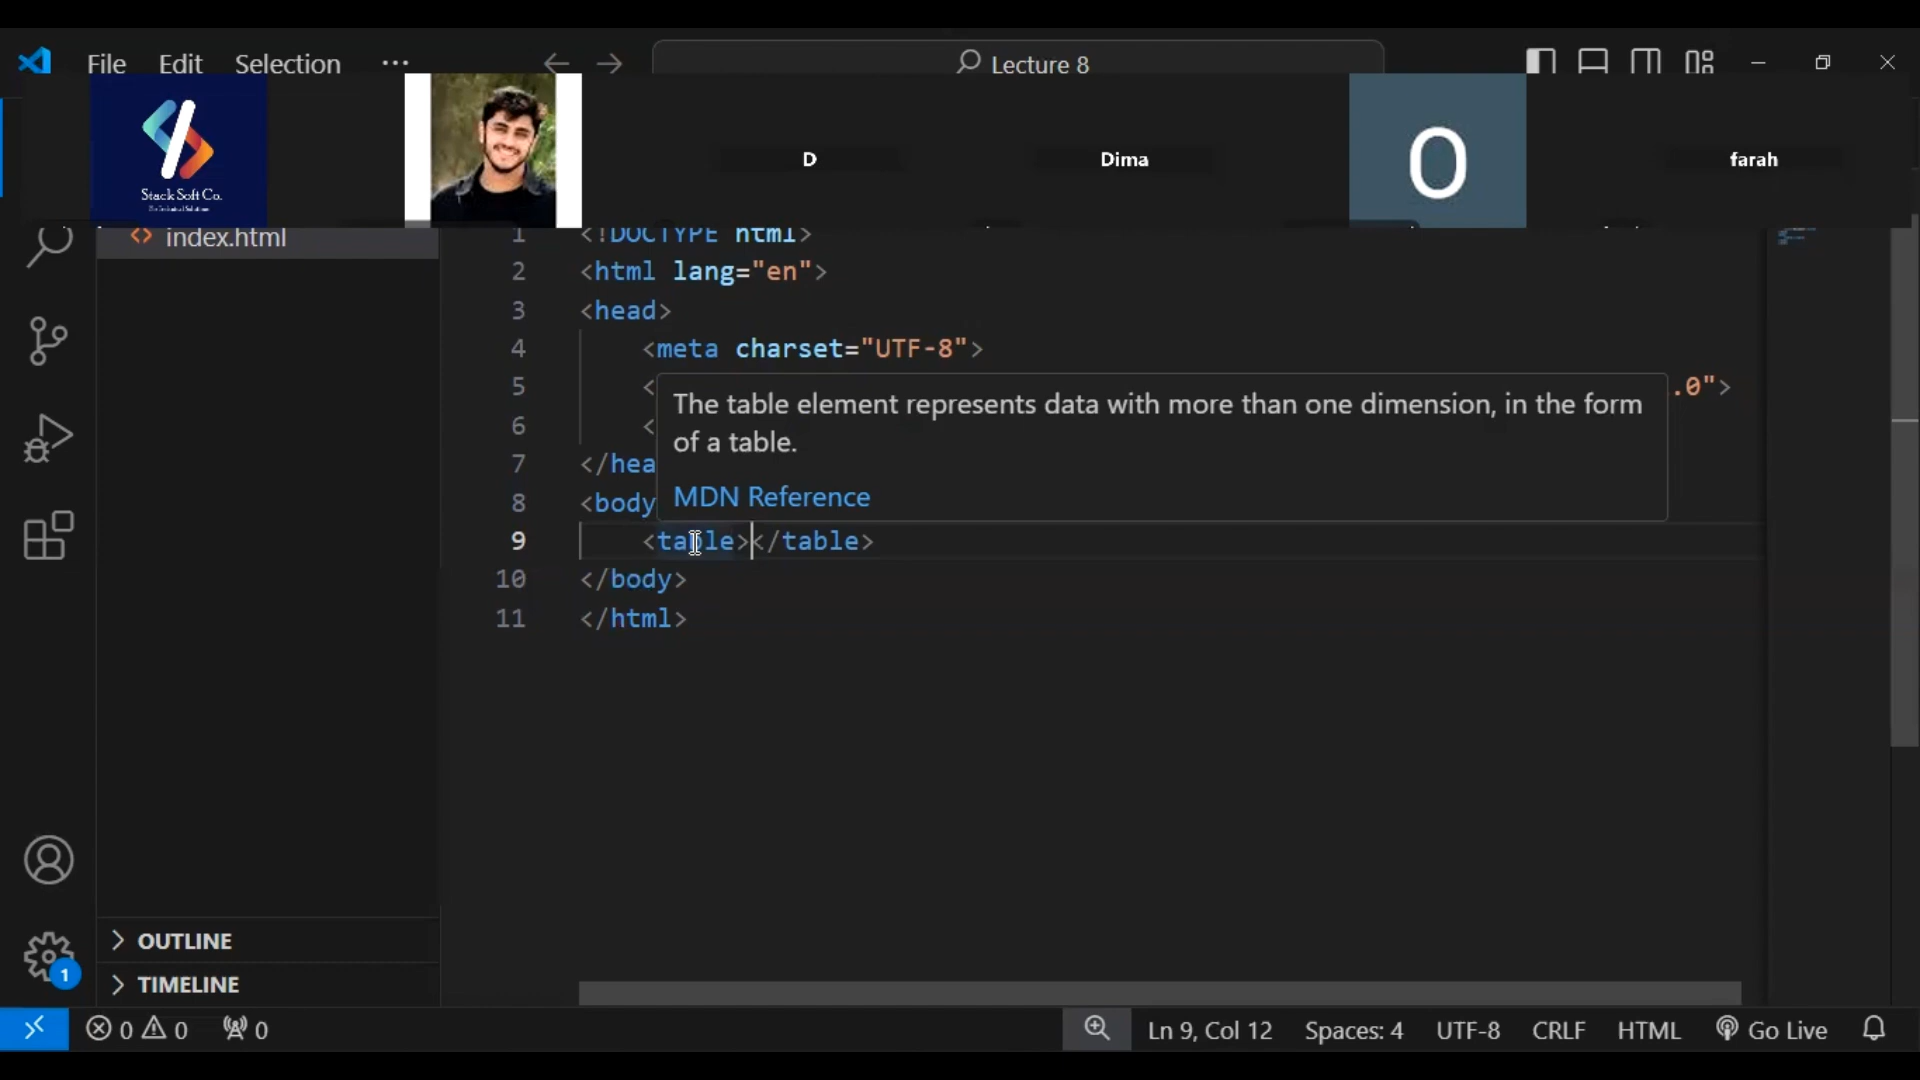 File Edit Selection ...
Lecture 8
Stack Soft Co.
D
Dima
O
farah
index.html
1 <!DOCTYPE html>
2 <html lang="en">
3 <head>
4 <meta charset="UTF-8">
5 < .0">
The table element represents data with more than one dimension, in the form
6 <
of a table.
7 </hea
MDN Reference
8 <body
9 <table></table>
10 </body>
11 </html>
OUTLINE
TIMELINE
1
0 0 0
Ln 9, Col 12 Spaces: 4 UTF-8 CRLF HTML Go Live